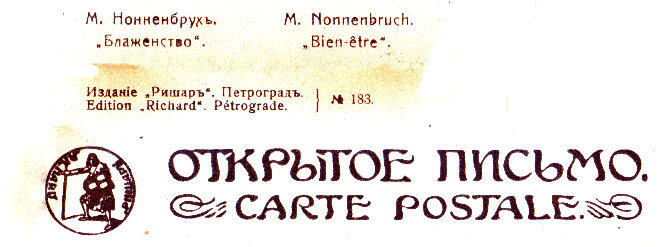 М. Нонненбрухъ.
„Блаженство“.
M. Nonnenbruch.
„Bien-être“.
Изданіе „Ришаръ“. Петроградъ.
Edition „Richard“. Pétrograde.
№ 183.
ОТКРЫТОЕ ПИСЬМО.
CARTE POSTALE.